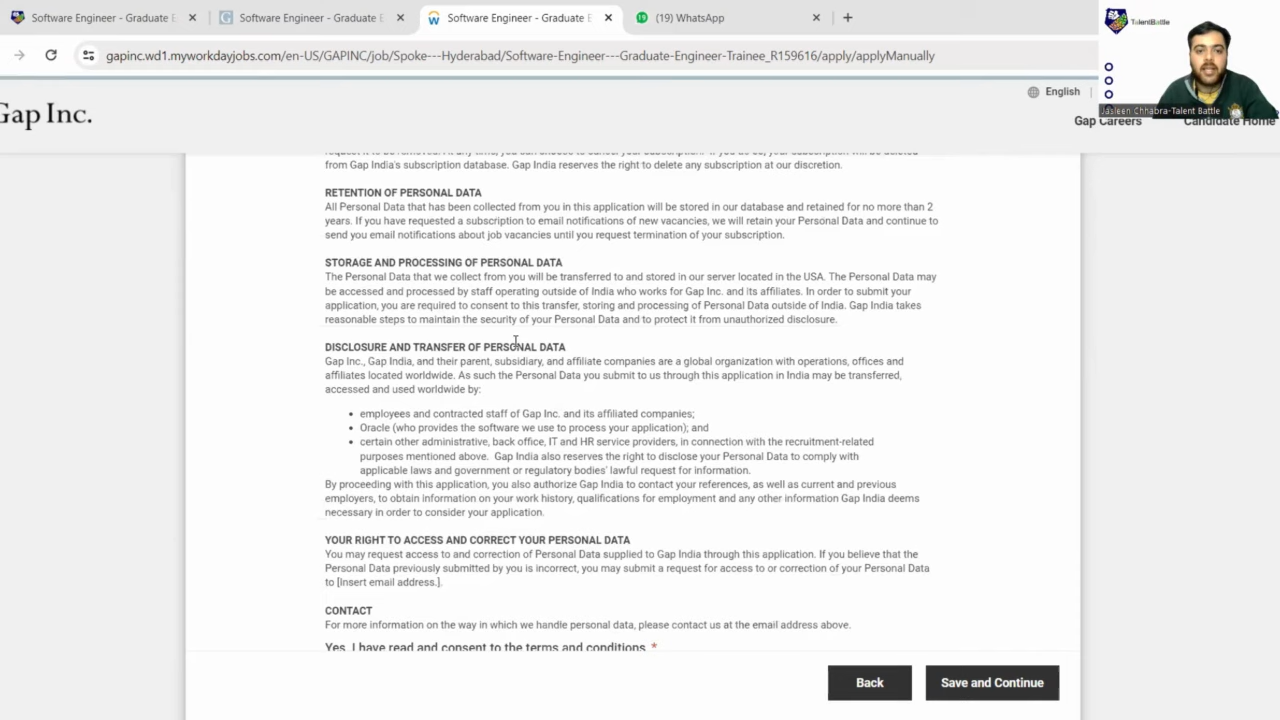 Software Engineer - Graduate E
Software Engineer - Graduate E
Software Engineer - Graduate E
(19) WhatsApp
gapinc.wd1.myworkdayjobs.com/en-US/GAPINC/job/Spoke---Hyderabad/Software-Engineer---Graduate-Engineer-Trainee_R159616/apply/applyManually
TalentBattle
Jasleen Chhabra-Talent Battle
English
Gap Inc.
Gap Careers
Candidate Home
from Gap India's subscription database. Gap India reserves the right to delete any subscription at our discretion.
RETENTION OF PERSONAL DATA
All Personal Data that has been collected from you in this application will be stored in our database and retained for no more than 2
years. If you have requested a subscription to email notifications of new vacancies, we will retain your Personal Data and continue to
send you email notifications about job vacancies until you request termination of your subscription.
STORAGE AND PROCESSING OF PERSONAL DATA
The Personal Data that we collect from you will be transferred to and stored in our server located in the USA. The Personal Data may
be accessed and processed by staff operating outside of India who works for Gap Inc. and its affiliates. In order to submit your
application, you are required to consent to this transfer, storing and processing of Personal Data outside of India. Gap India takes
reasonable steps to maintain the security of your Personal Data and to protect it from unauthorized disclosure.
DISCLOSURE AND TRANSFER OF PERSONAL DATA
Gap Inc., Gap India, and their parent, subsidiary, and affiliate companies are a global organization with operations, offices and
affiliates located worldwide. As such the Personal Data you submit to us through this application in India may be transferred,
accessed and used worldwide by:
• employees and contracted staff of Gap Inc. and its affiliated companies;
• Oracle (who provides the software we use to process your application); and
• certain other administrative, back office, IT and HR service providers, in connection with the recruitment-related
purposes mentioned above. Gap India also reserves the right to disclose your Personal Data to comply with
applicable laws and government or regulatory bodies' lawful request for information.
By proceeding with this application, you also authorize Gap India to contact your references, as well as current and previous
employers, to obtain information on your work history, qualifications for employment and any other information Gap India deems
necessary in order to consider your application.
YOUR RIGHT TO ACCESS AND CORRECT YOUR PERSONAL DATA
You may request access to and correction of Personal Data supplied to Gap India through this application. If you believe that the
Personal Data previously submitted by you is incorrect, you may submit a request for access to or correction of your Personal Data
to [Insert email address.].
CONTACT
For more information on the way in which we handle personal data, please contact us at the email address above.
Yes, I have read and consent to the terms and conditions. *
Back
Save and Continue